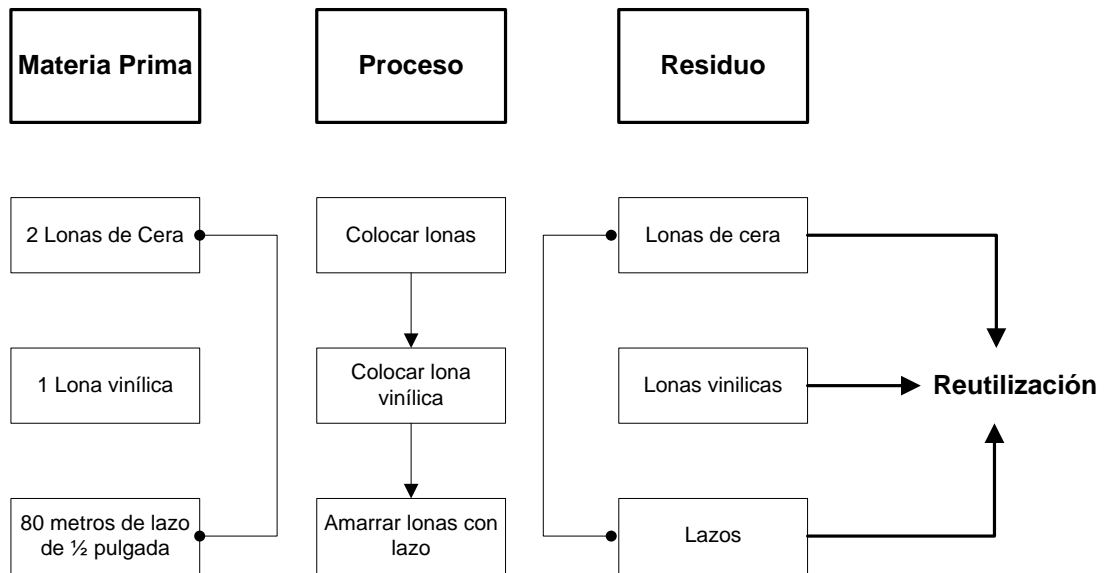 Materia Prima
Proceso
Residuo
2 Lonas de Cera
Colocar lonas
Lonas de cera
1 Lona vinílica
Colocar lona
vinílica
Lonas vinilicas
Reutilización
80 metros de lazo
de ½ pulgada
Amarrar lonas con
lazo
Lazos